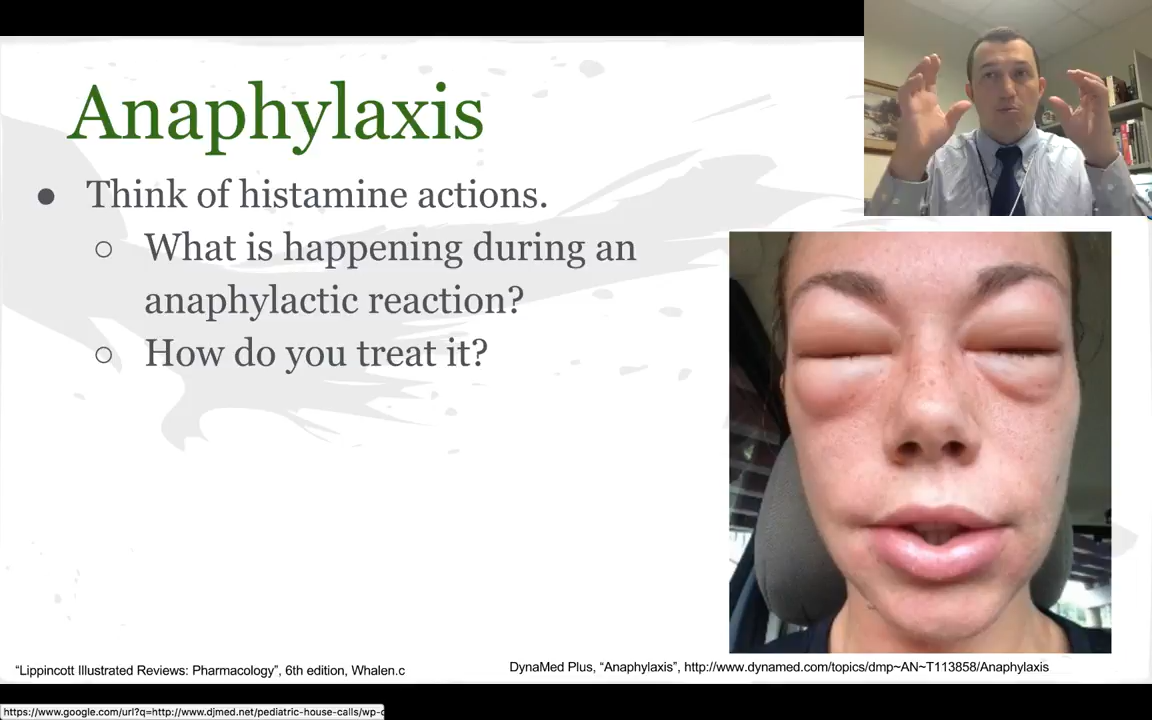 Anaphylaxis
● Think of histamine actions.
○ What is happening during an
anaphylactic reaction?
○ How do you treat it?
"Lippincott Illustrated Reviews: Pharmacology", 6th edition, Whalen.c
DynaMed Plus, "Anaphylaxis", http://www.dynamed.com/topics/dmp~AN~T113858/Anaphylaxis
https://www.google.com/url?q=http://www.djmed.net/pediatric-house-calls/wp-c